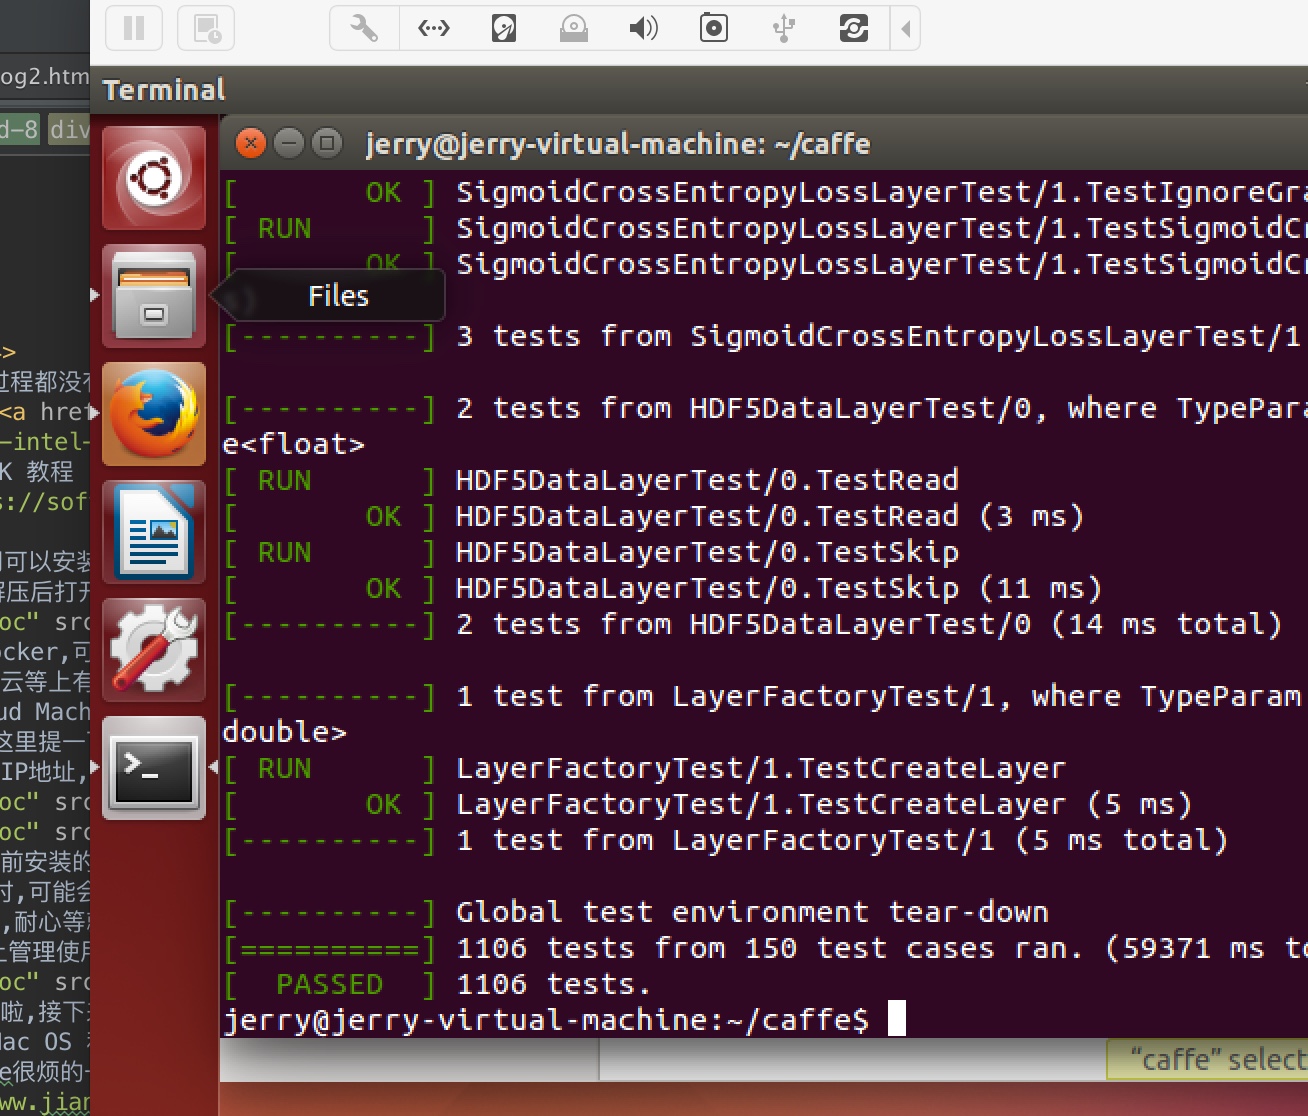 Terminal
jerry@jerry-virtual-machine: ~/caffe
[       OK ] SigmoidCrossEntropyLossLayerTest/1.TestIgnoreGra
[ RUN      ] SigmoidCrossEntropyLossLayerTest/1.TestSigmoidCr
[       OK ] SigmoidCrossEntropyLossLayerTest/1.TestSigmoidCr
Files
[----------] 3 tests from SigmoidCrossEntropyLossLayerTest/1
[----------] 2 tests from HDF5DataLayerTest/0, where TypePara
e<float>
[ RUN      ] HDF5DataLayerTest/0.TestRead
[       OK ] HDF5DataLayerTest/0.TestRead (3 ms)
[ RUN      ] HDF5DataLayerTest/0.TestSkip
[       OK ] HDF5DataLayerTest/0.TestSkip (11 ms)
[----------] 2 tests from HDF5DataLayerTest/0 (14 ms total)
[----------] 1 test from LayerFactoryTest/1, where TypeParam
double>
[ RUN      ] LayerFactoryTest/1.TestCreateLayer
[       OK ] LayerFactoryTest/1.TestCreateLayer (5 ms)
[----------] 1 test from LayerFactoryTest/1 (5 ms total)
[----------] Global test environment tear-down
[==========] 1106 tests from 150 test cases ran. (59371 ms to
[  PASSED  ] 1106 tests.
jerry@jerry-virtual-machine:~/caffe$
"caffe" select
og2.htm
d-8 div
>
过程都没
<a href
-intel-
K 教程
s://sof
可以安装
解压后打开
oc" src
ocker,可
云等上有
ud Mach
这里提一
IP地址,
oc" src
oc" src
前安装的
时,可能会
,耐心等
上管理使用
oc" src
啦,接下
Mac OS
e很烦的一
ww.jian